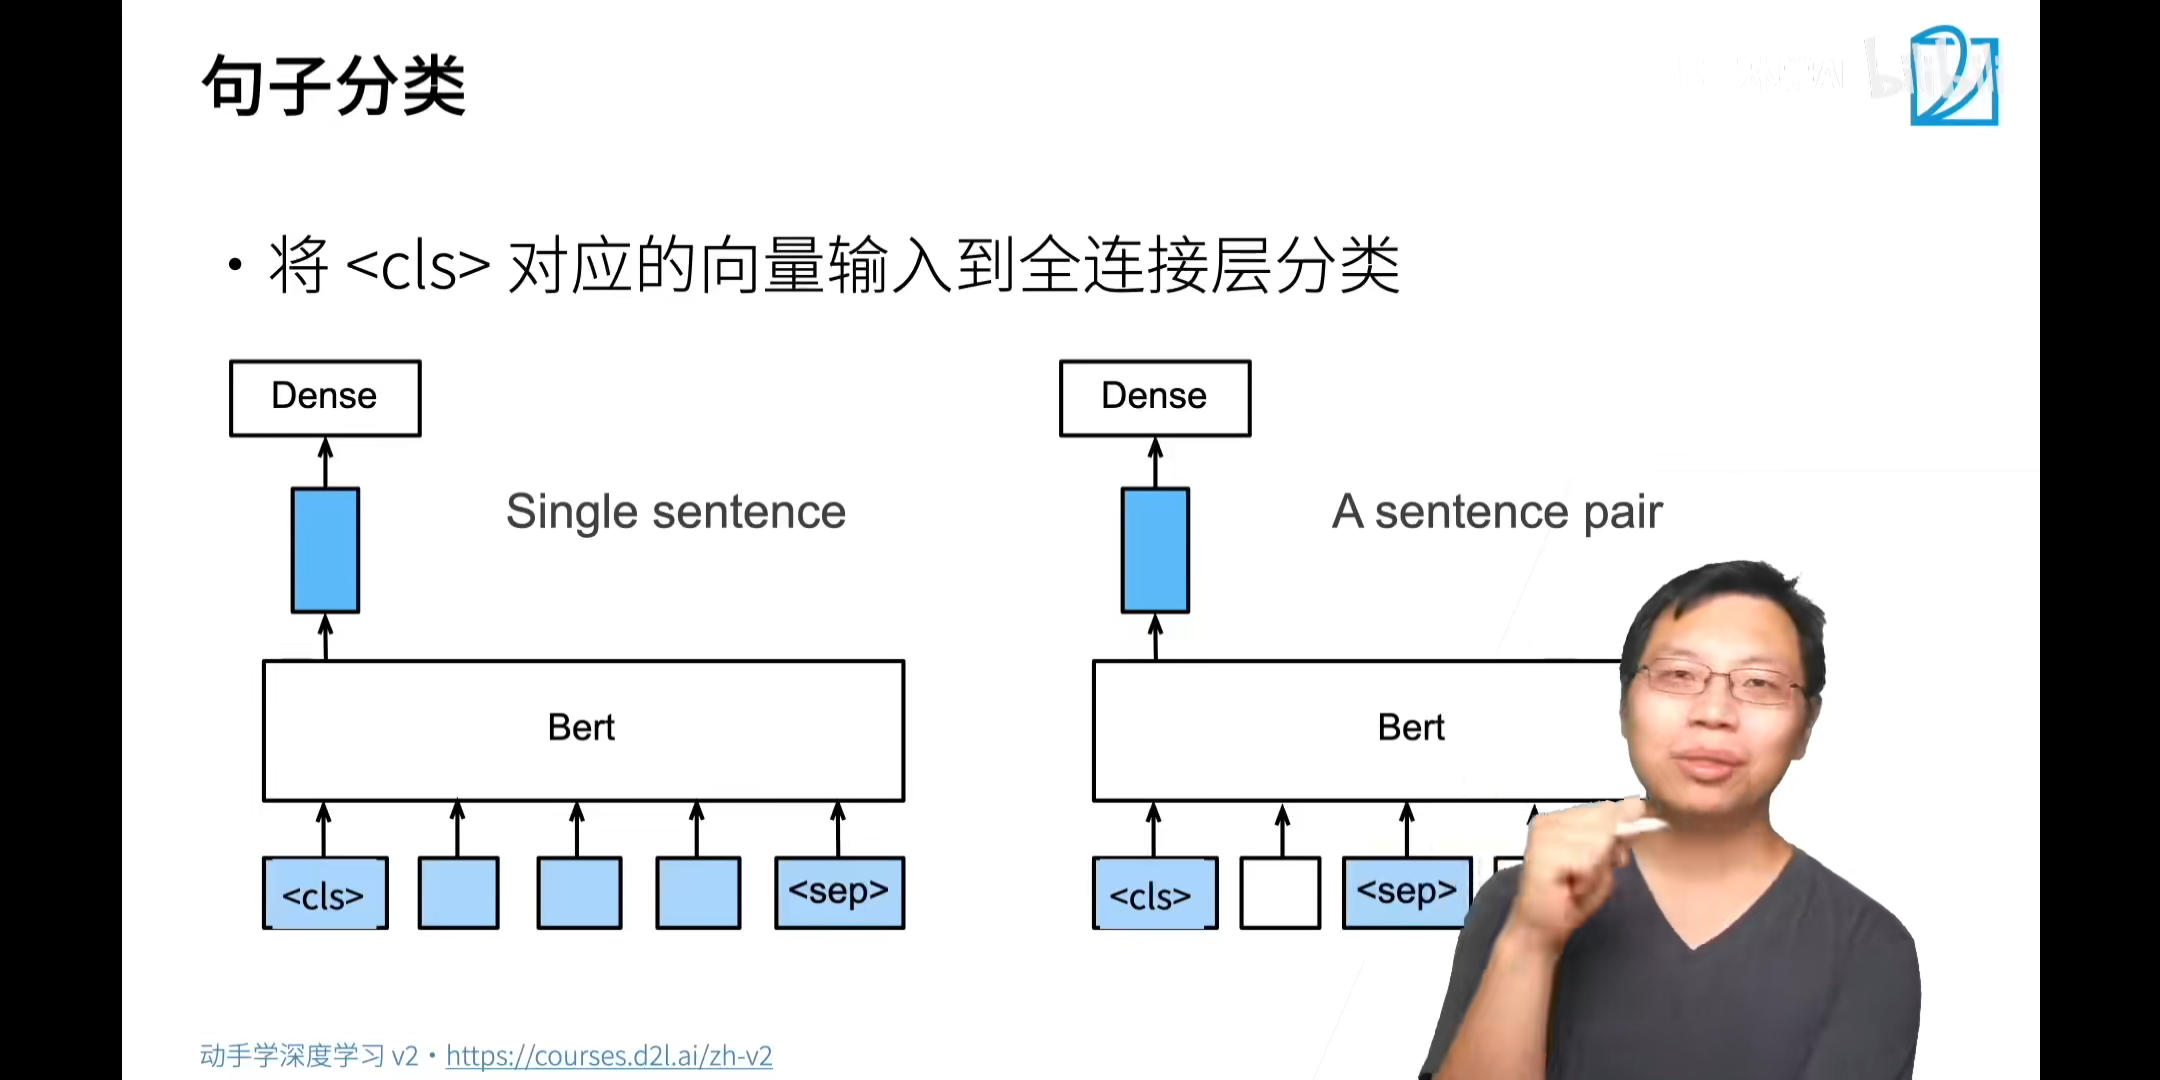 句子分类
bilibili
• 将 <cls> 对应的向量输入到全连接层分类
Dense
Dense
Single sentence
A sentence pair
Bert
Bert
<cls>
<sep>
<cls>
<sep>
动手学深度学习 v2 • https://courses.d2l.ai/zh-v2